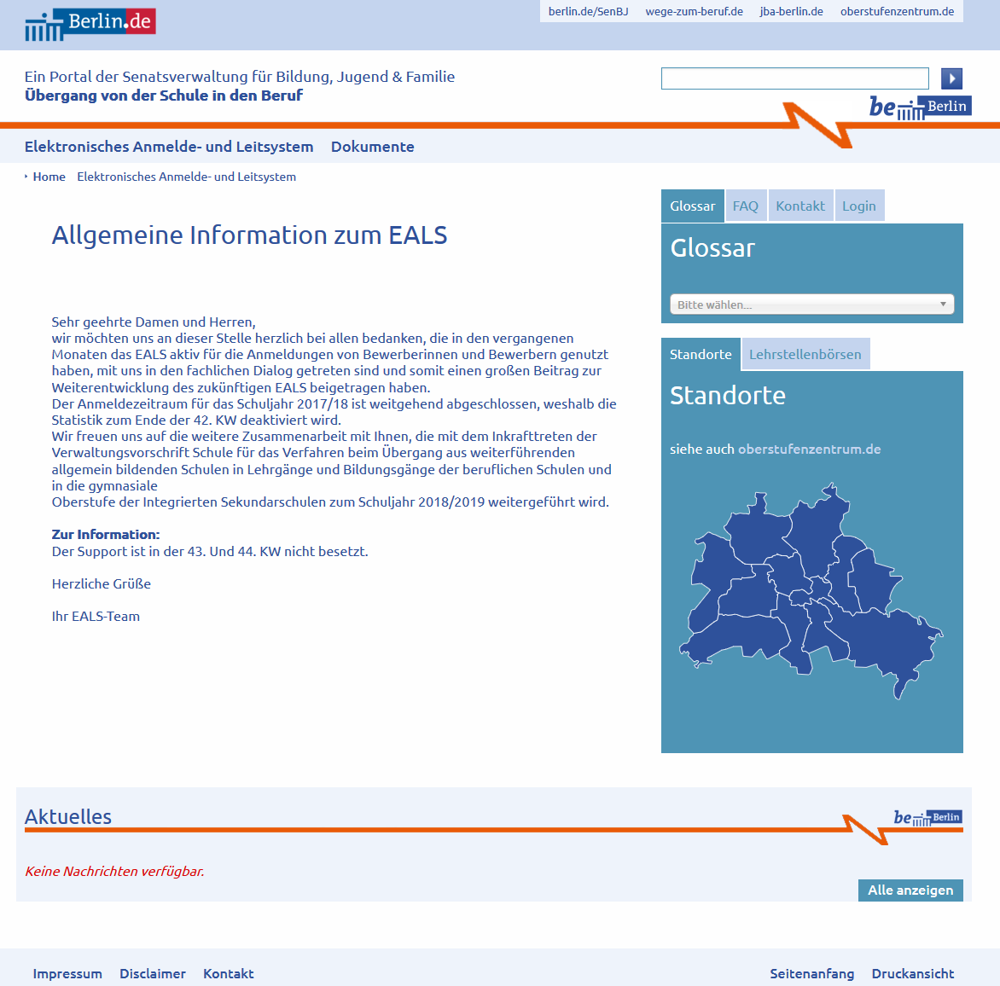 Berlin.de
berlin.de/SenBJ wege-zum-beruf.de jba-berlin.de oberstufenzentrum.de
Ein Portal der Senatsverwaltung für Bildung, Jugend & Familie
Übergang von der Schule in den Beruf
be Berlin
Elektronisches Anmelde- und Leitsystem Dokumente
Home Elektronisches Anmelde- und Leitsystem
Glossar FAQ Kontakt Login
Glossar
Bitte wählen...
Allgemeine Information zum EALS
Sehr geehrte Damen und Herren,
wir möchten uns an dieser Stelle herzlich bei allen bedanken, die in den vergangenen
Monaten das EALS aktiv für die Anmeldungen von Bewerberinnen und Bewerbern genutzt
haben, mit uns in den fachlichen Dialog getreten sind und somit einen großen Beitrag zur
Weiterentwicklung des zukünftigen EALS beigetragen haben.
Der Anmeldezeitraum für das Schuljahr 2017/18 ist weitgehend abgeschlossen, weshalb die
Statistik zum Ende der 42. KW deaktiviert wird.
Wir freuen uns auf die weitere Zusammenarbeit mit Ihnen, die mit dem Inkrafttreten der
Verwaltungsvorschrift Schule für das Verfahren beim Übergang aus weiterführenden
allgemein bildenden Schulen in Lehrgänge und Bildungsgänge der beruflichen Schulen und
in die gymnasiale
Oberstufe der Integrierten Sekundarschulen zum Schuljahr 2018/2019 weitergeführt wird.
Zur Information:
Der Support ist in der 43. Und 44. KW nicht besetzt.
Herzliche Grüße
Ihr EALS-Team
Standorte Lehrstellenbörsen
Standorte
siehe auch oberstufenzentrum.de
Aktuelles
be Berlin
Keine Nachrichten verfügbar.
Alle anzeigen
Impressum Disclaimer Kontakt Seitenanfang Druckansicht